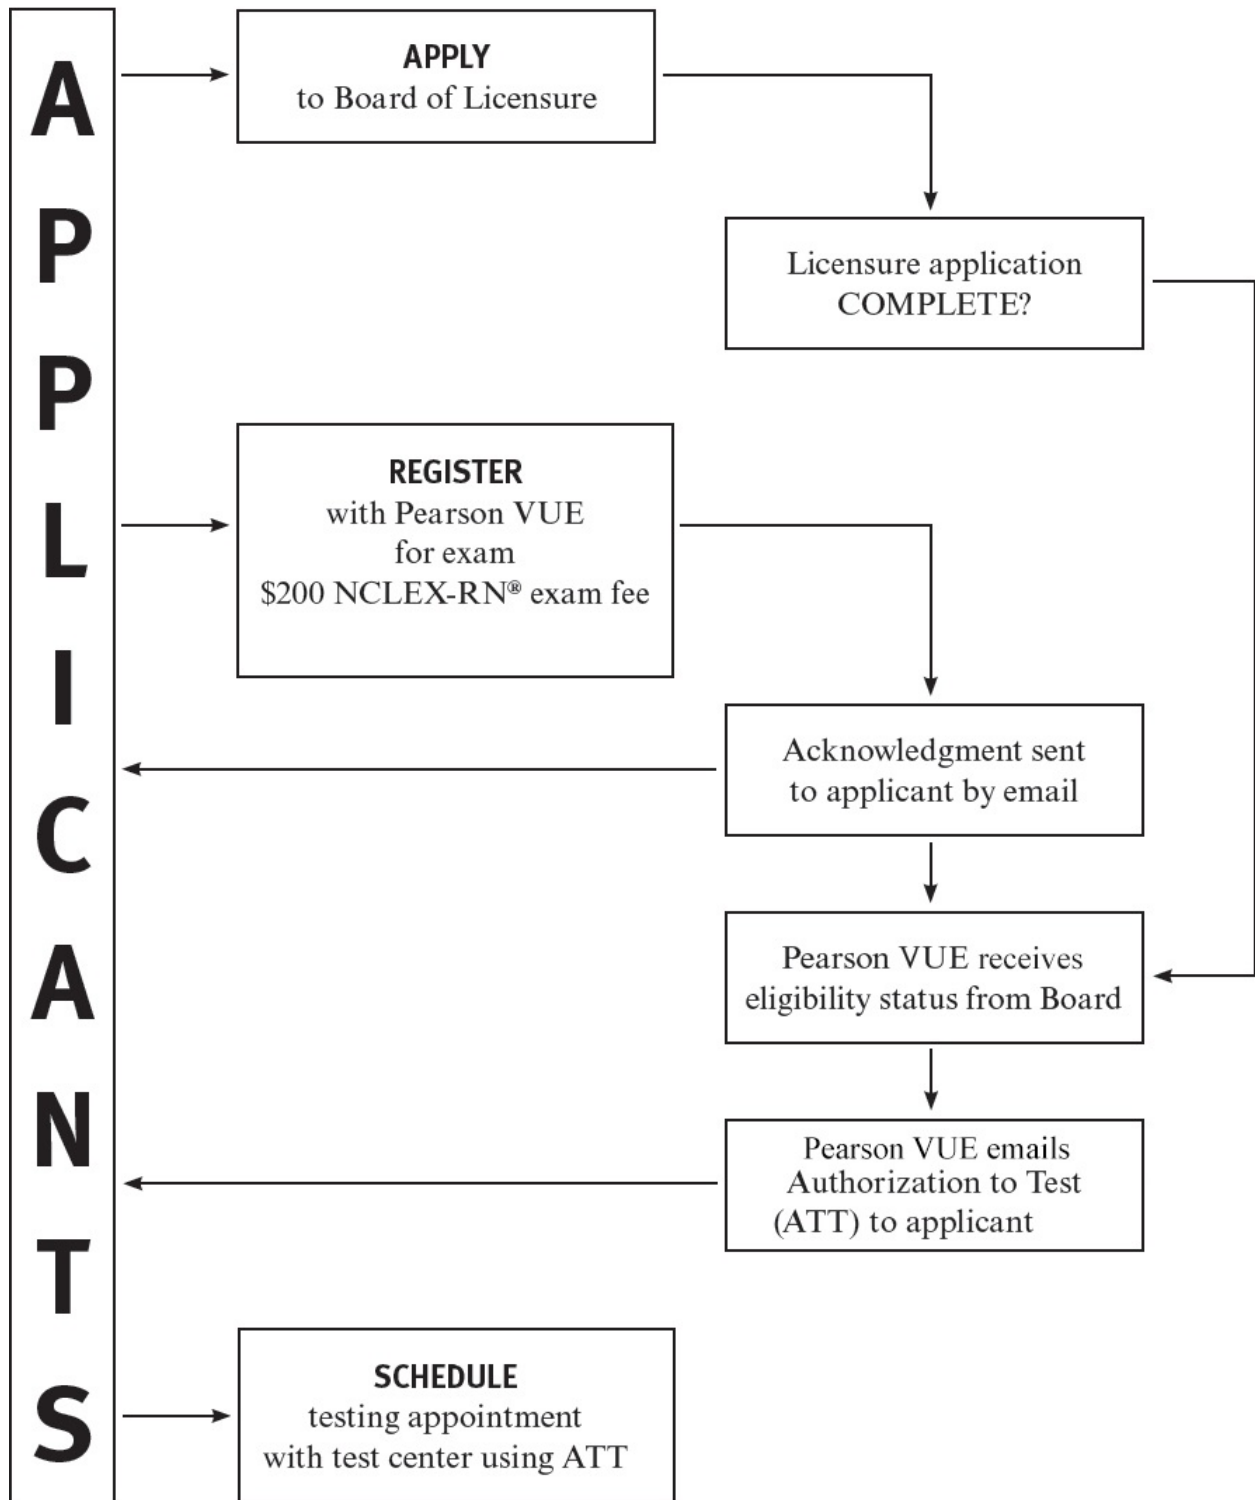 APPLICANTS
APPLY
to Board of Licensure
Licensure application
COMPLETE?
REGISTER
with Pearson VUE
for exam
$200 NCLEX-RN® exam fee
Acknowledgment sent
to applicant by email
Pearson VUE receives
eligibility status from Board
Pearson VUE emails
Authorization to Test
(ATT) to applicant
SCHEDULE
testing appointment
with test center using ATT